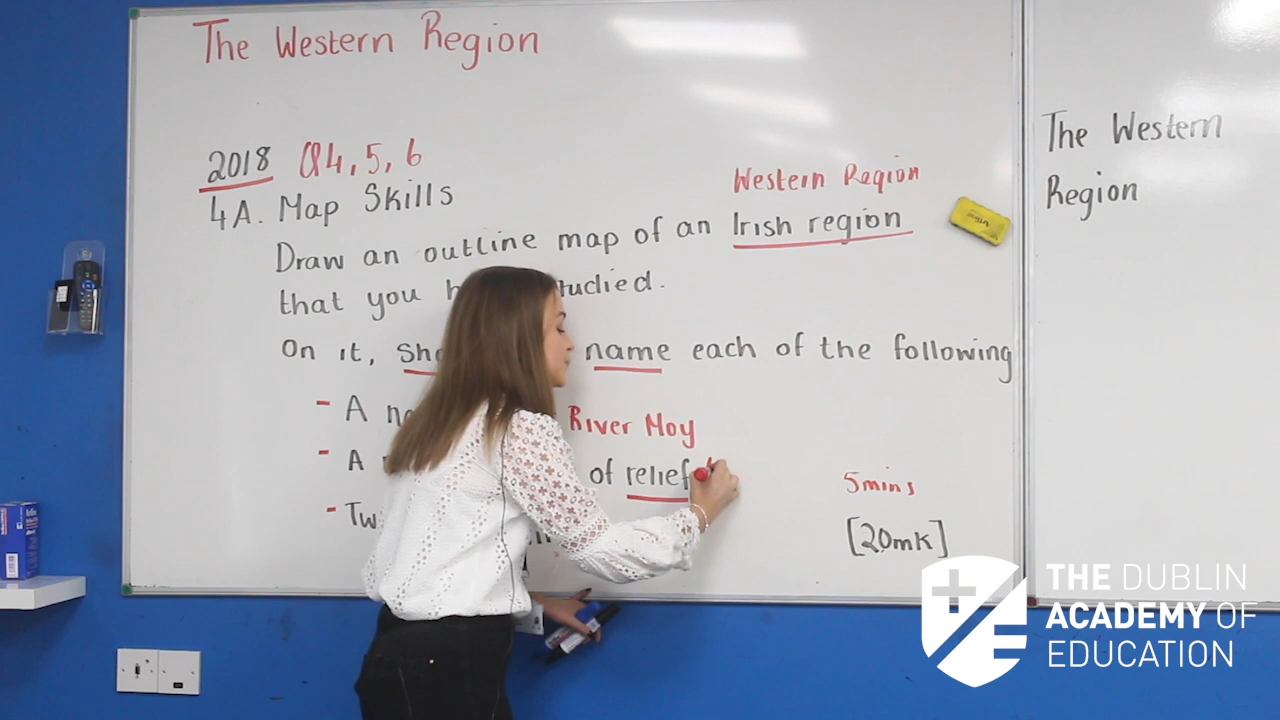 The Western Region
2018 Q4, 5, 6
4A. Map Skills
Western Region
Draw an outline map of an Irish region
that you tudied.
On it, name each of the following
- A
River Moy
- A of relief
- Tw
5mins
[20mk]
The Western
Region
THE DUBLIN
ACADEMY OF
EDUCATION